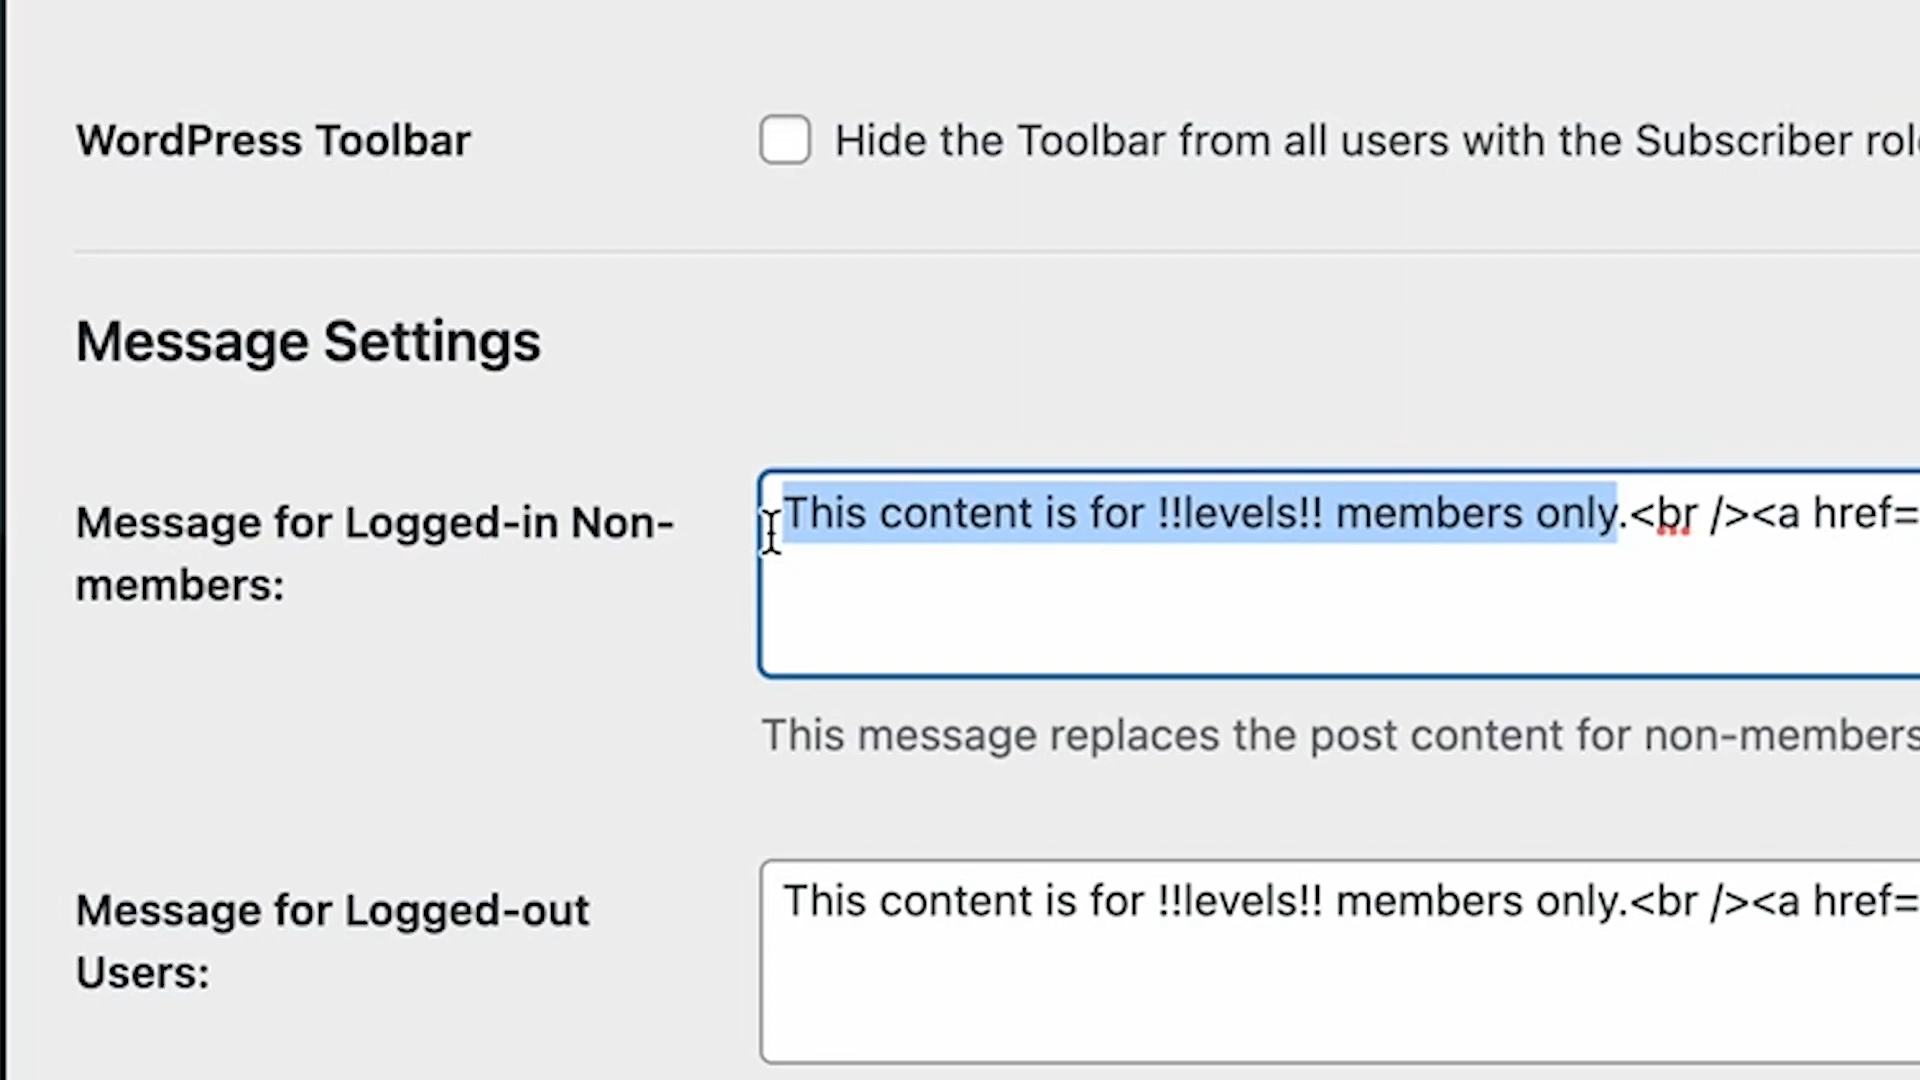 WordPress Toolbar
Hide the Toolbar from all users with the Subscriber
Message Settings
Message for Logged-in Non-
members:
This content is for !!levels!! members only.<br /><a href=
This message replaces the post content for non-members
Message for Logged-out
Users:
This content is for !!levels!! members only.<br /><a href=